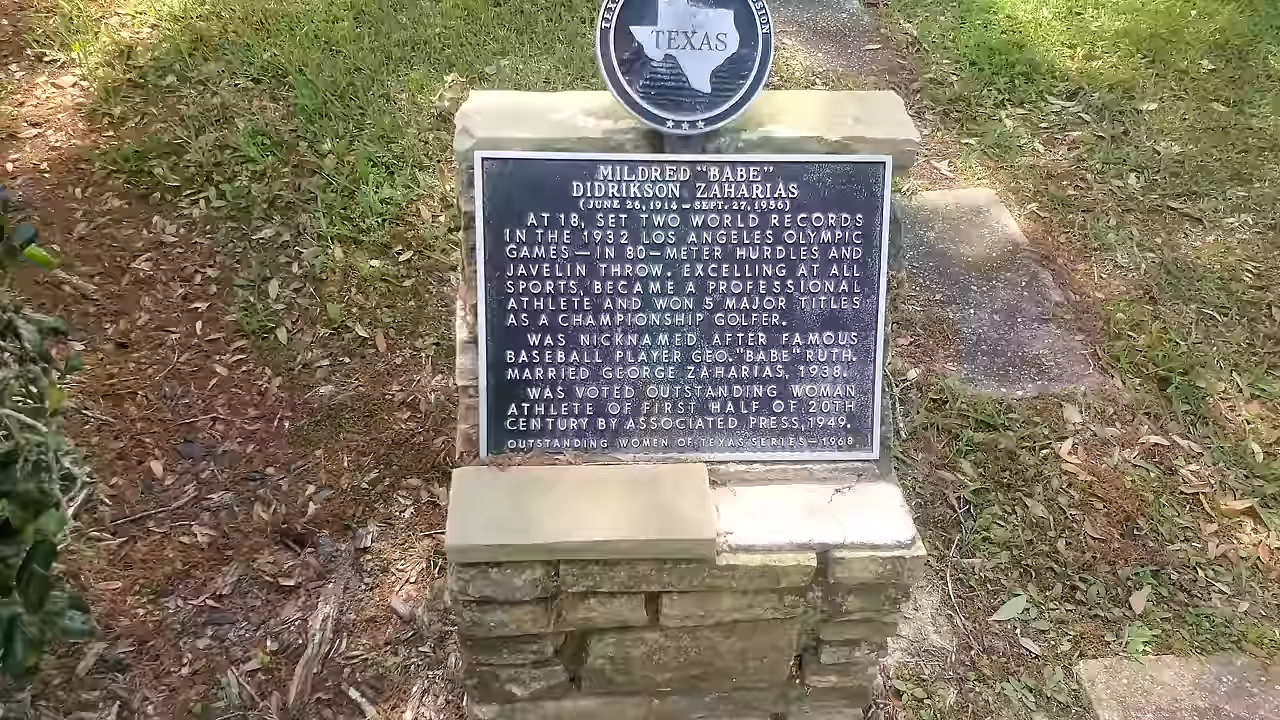 TEX
SION
TEXAS
MILDRED "BABE"
DIDRIKSON ZAHARIAS
(JUNE 26, 1914 – SEPT. 27, 1956)
AT 18, SET TWO WORLD RECORDS
IN THE 1932 LOS ANGELES OLYMPIC
GAMES—IN 80—METER HURDLES AND
JAVELIN THROW. EXCELLING AT ALL
SPORTS, BECAME A PROFESSIONAL
ATHLETE AND WON 5 MAJOR TITLES
AS A CHAMPIONSHIP GOLFER.
WAS NICKNAMED AFTER FAMOUS
BASEBALL PLAYER GEO. "BABE" RUTH.
MARRIED GEORGE ZAHARIAS, 1938.
WAS VOTED OUTSTANDING WOMAN
ATHLETE OF FIRST HALF OF 20TH
CENTURY BY ASSOCIATED PRESS, 1949.
OUTSTANDING WOMEN OF TEXAS SERIES—1968